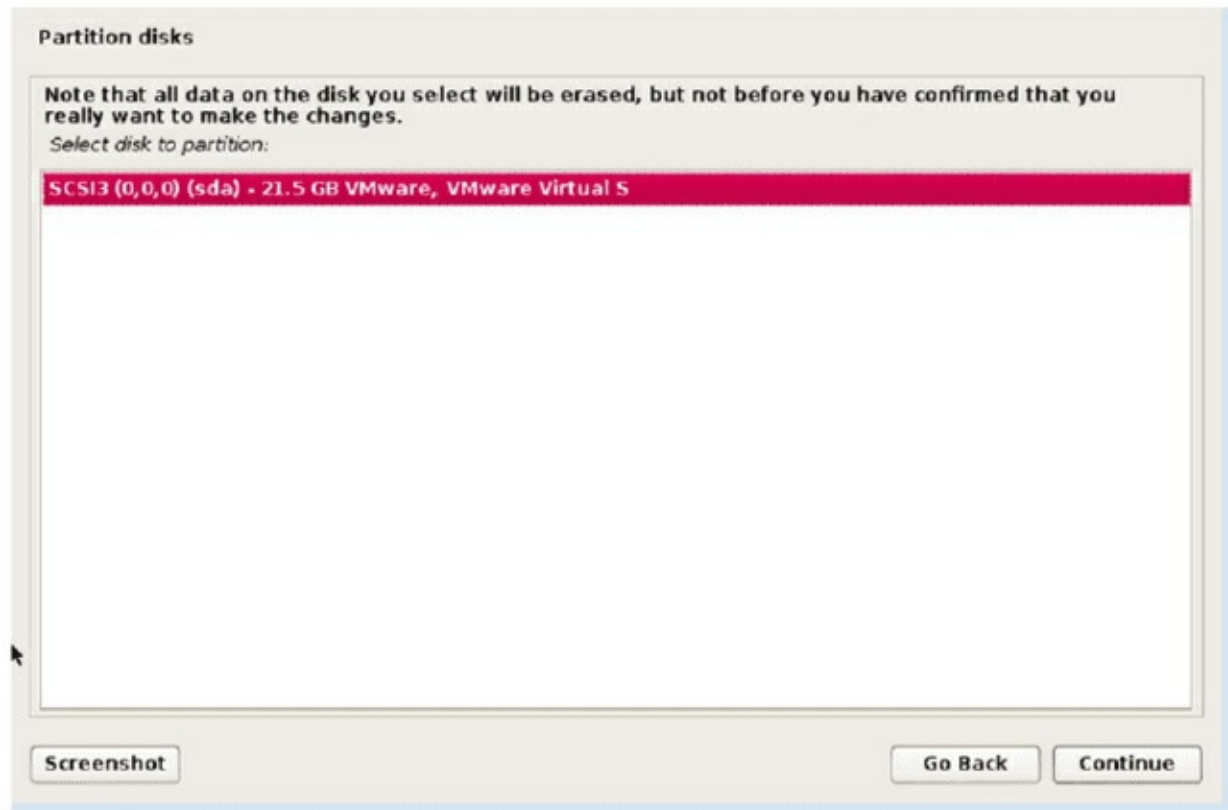 Partition disks
Note that all data on the disk you select will be erased, but not before you have confirmed that you
really want to make the changes.
Select disk to partition:
SCSI3 (0,0,0) (sda) - 21.5 GB VMware, VMware Virtual S
Screenshot
Go Back
Continue